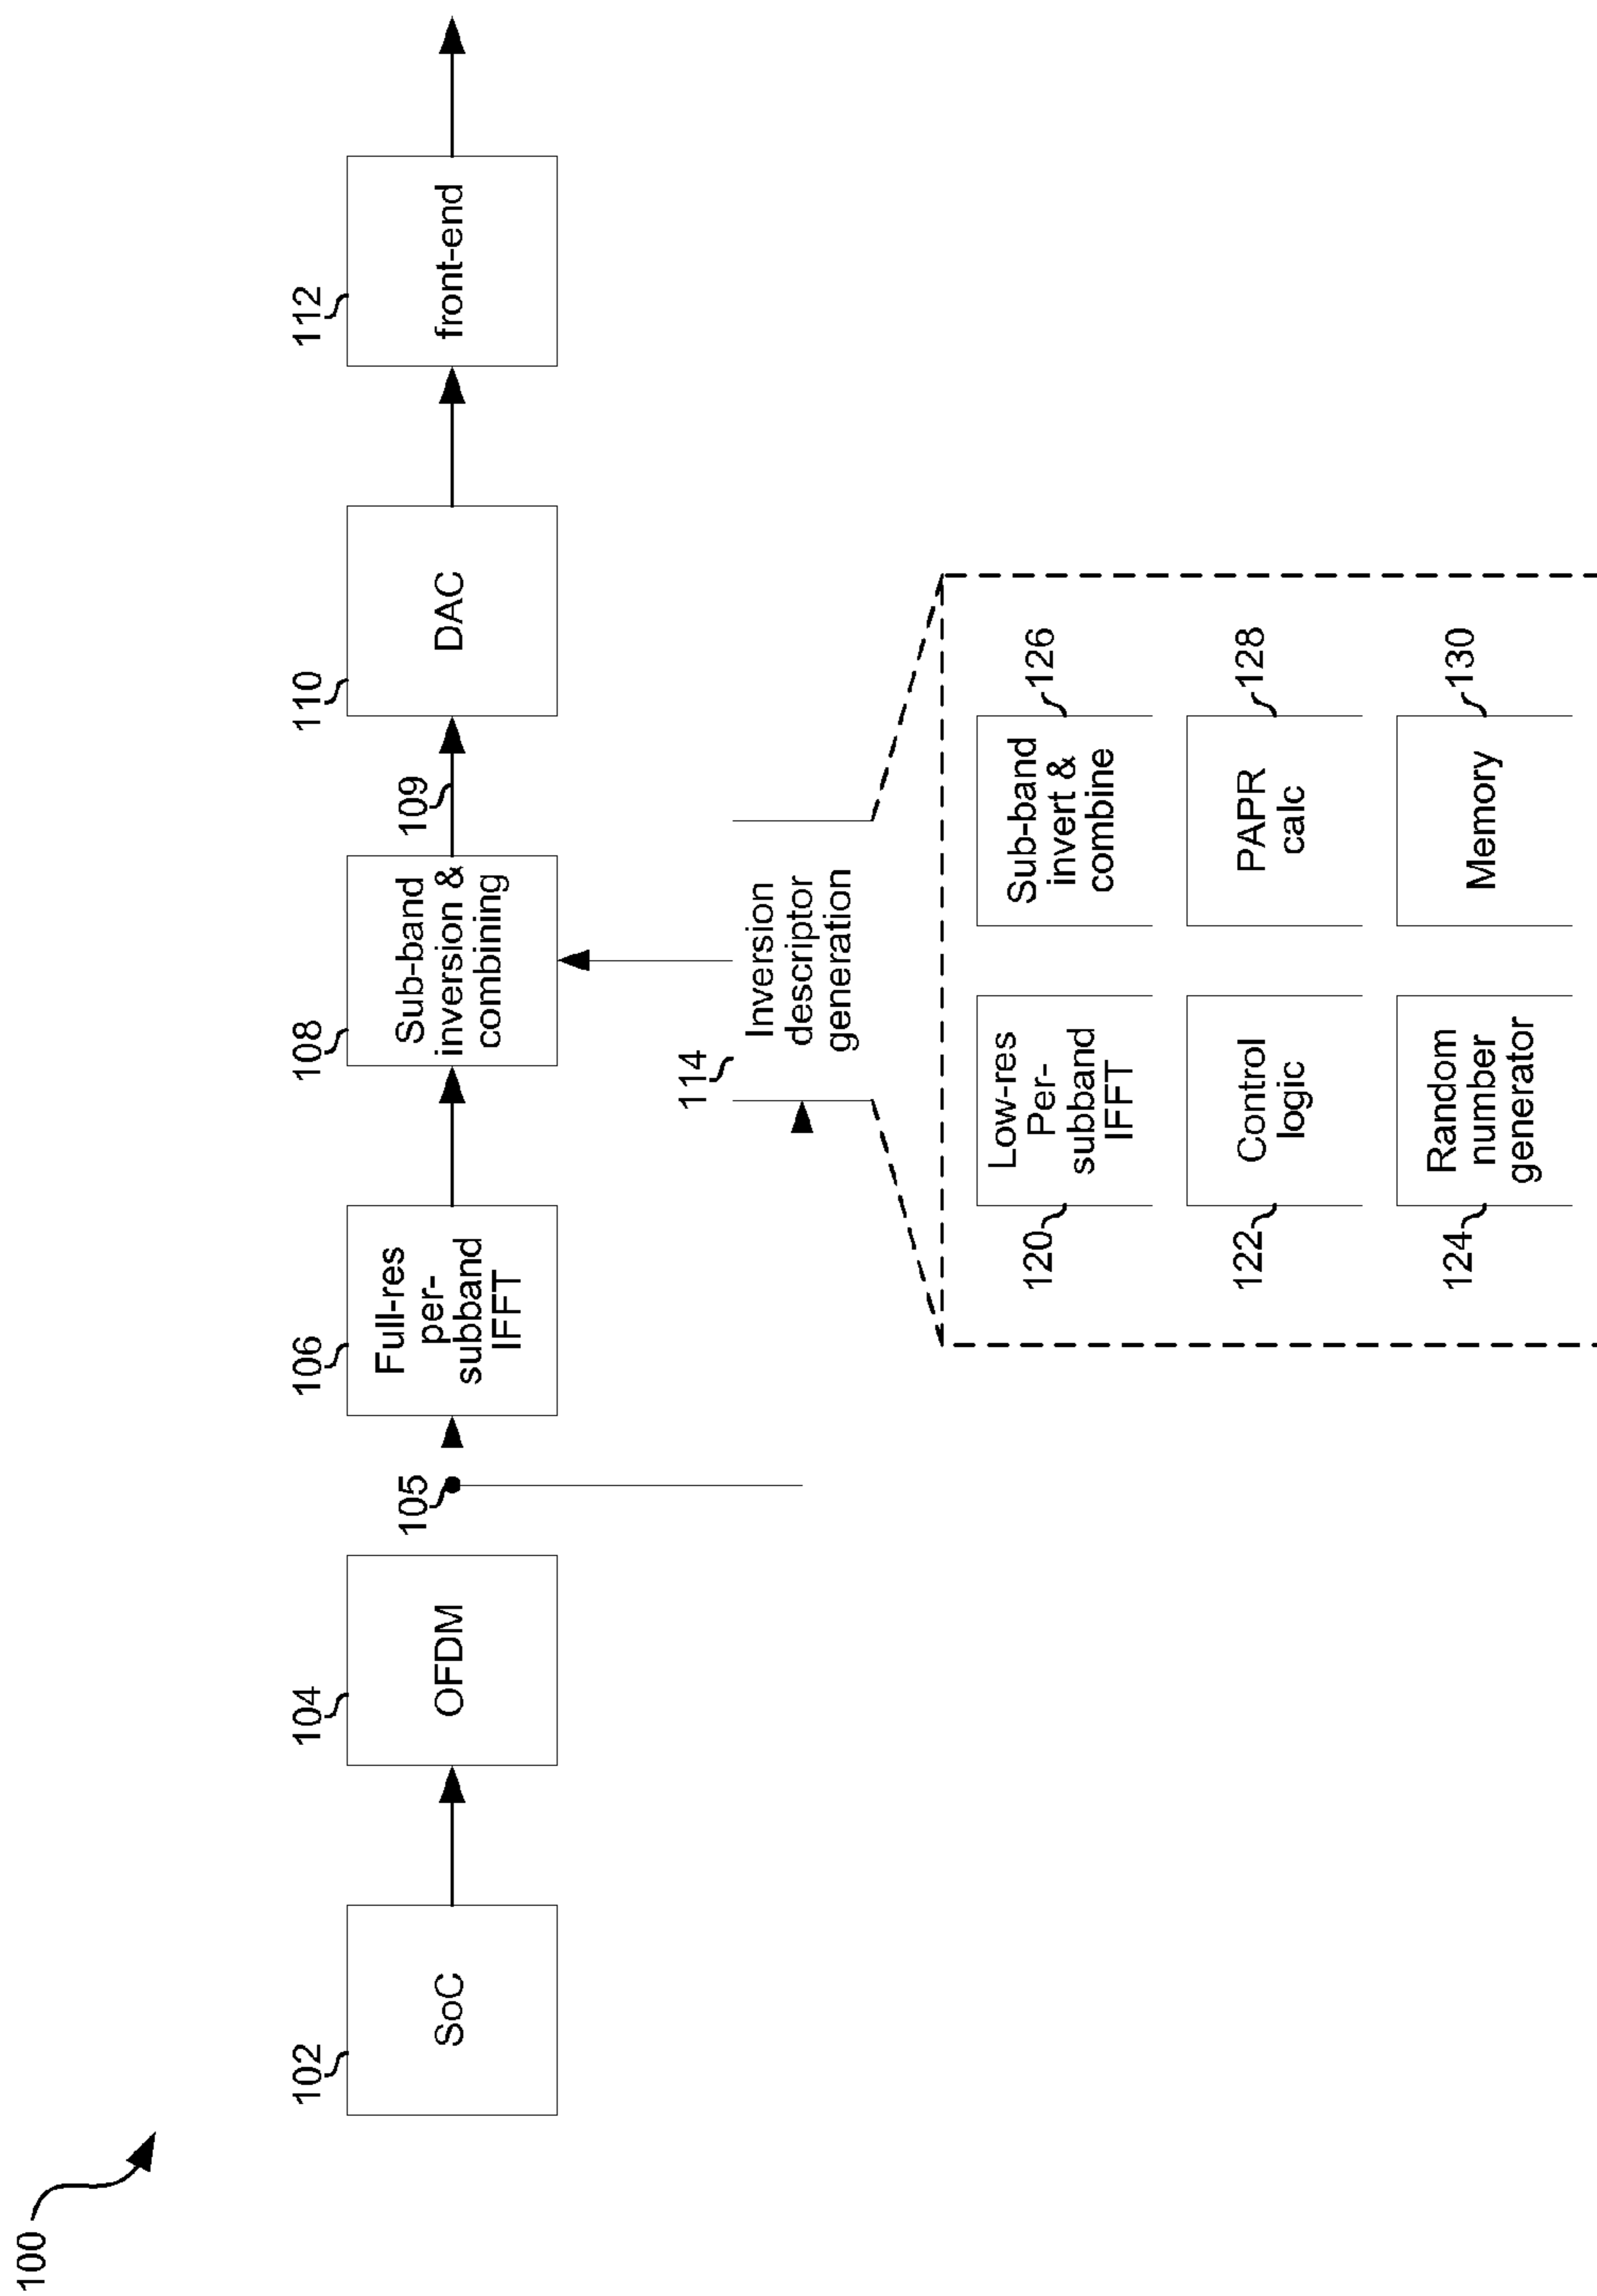 100
102
SoC
104
OFDM
105
106
Full-res
per-
subband
IFFT
108
Sub-band
inversion &
combining
109
110
DAC
112
front-end
114
Inversion
descriptor
generation
120
Low-res
Per-
subband
IFFT
Sub-band
invert &
combine
126
122
Control
logic
PAPR
calc
128
124
Random
number
generator
Memory
130